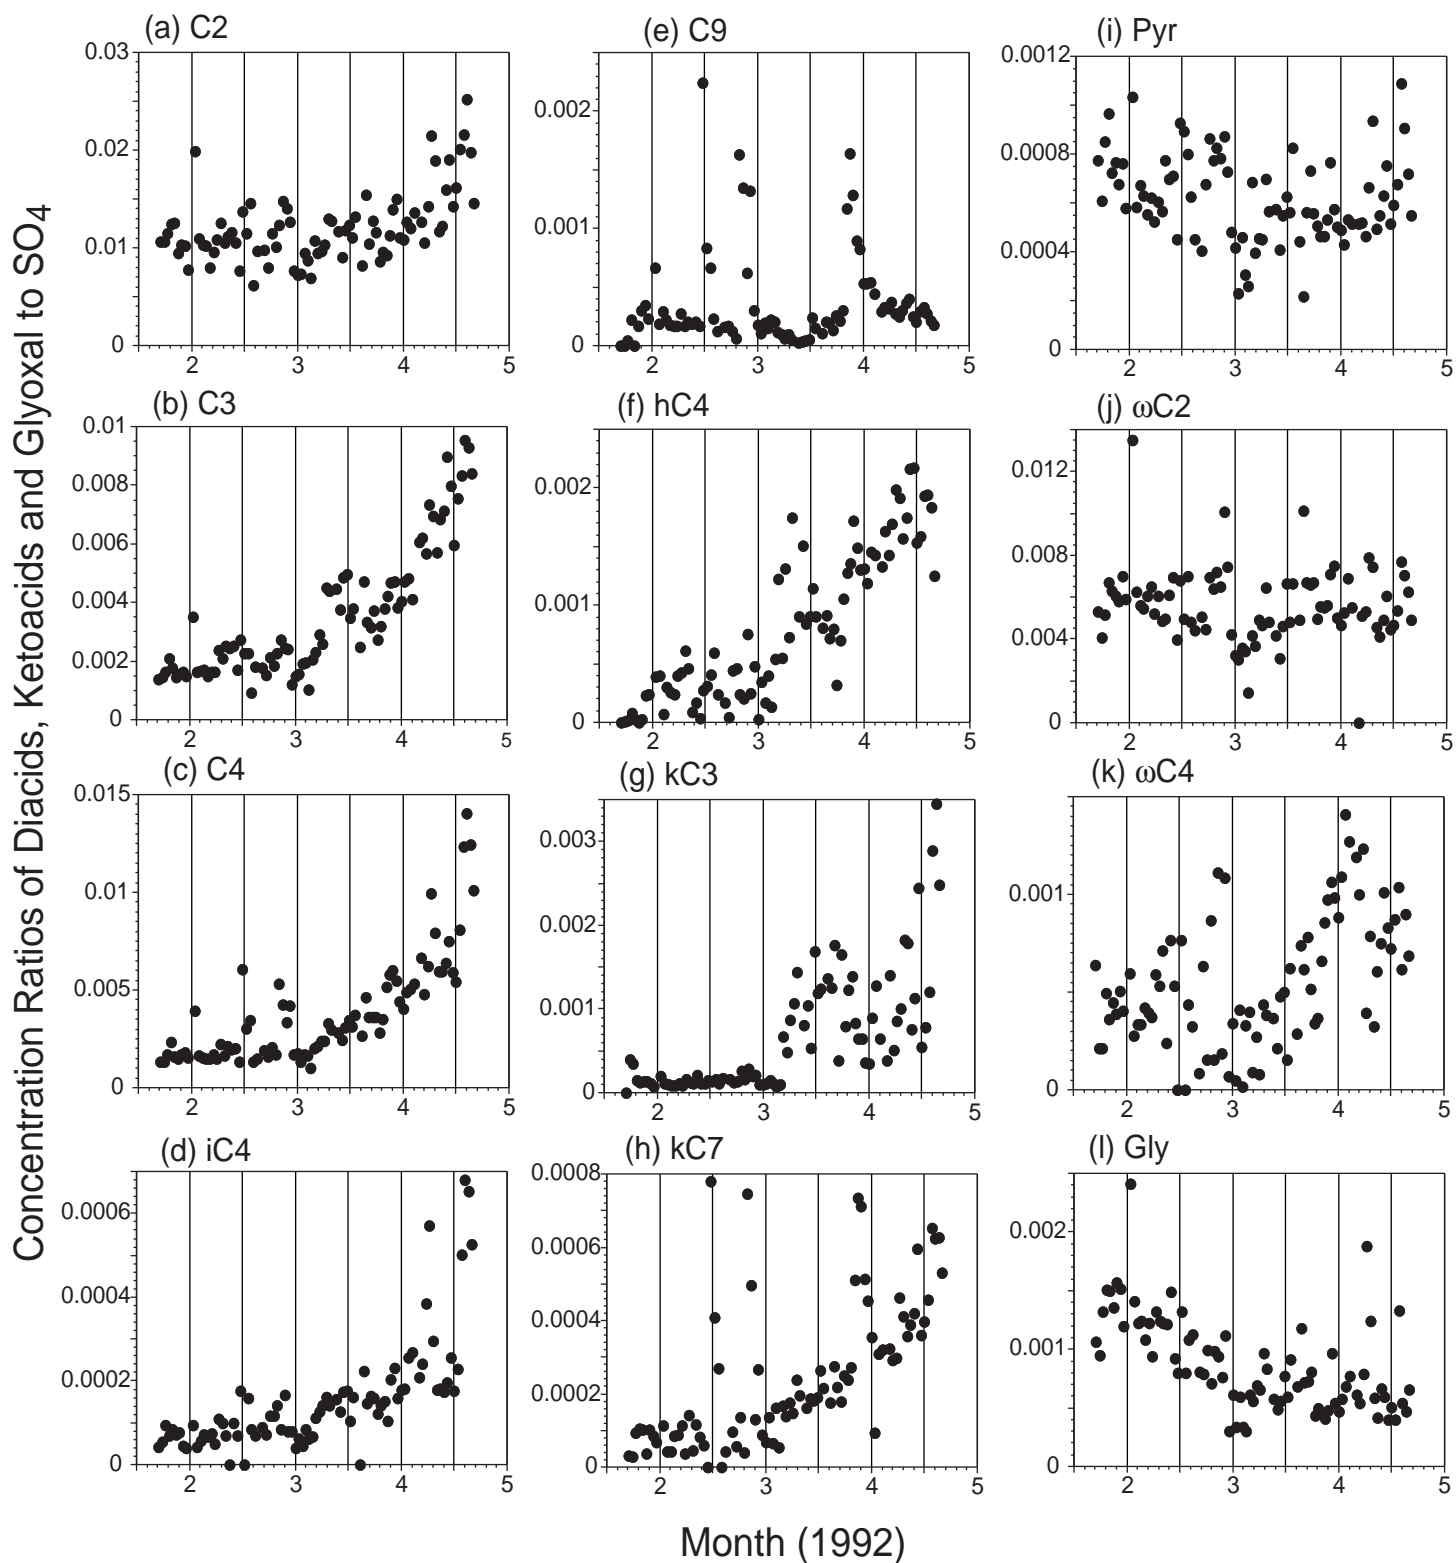 Concentration Ratios of Diacids, Ketoacids and Glyoxal to SO4
(a) C2
0.03
0.02
0.01
0
2 3 4 5
(b) C3
0.01
0.008
0.006
0.004
0.002
0
2 3 4 5
(c) C4
0.015
0.01
0.005
0
2 3 4 5
(d) iC4
0.0006
0.0004
0.0002
0
2 3 4 5
(e) C9
0.002
0.001
0
2 3 4 5
(f) hC4
0.002
0.001
0
2 3 4 5
(g) kC3
0.003
0.002
0.001
0
2 3 4 5
(h) kC7
0.0008
0.0006
0.0004
0.0002
0
2 3 4 5
(i) Pyr
0.0012
0.0008
0.0004
0
2 3 4 5
(j) ωC2
0.012
0.008
0.004
0
2 3 4 5
(k) ωC4
0.001
0
2 3 4 5
(l) Gly
0.002
0.001
0
2 3 4 5
Month (1992)